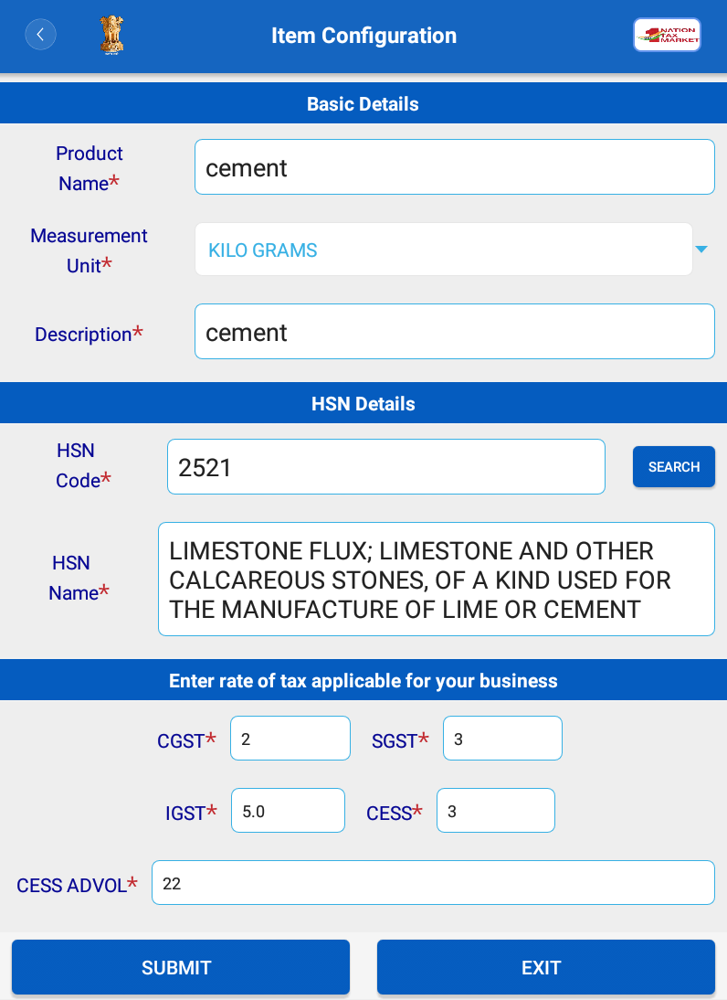 Item Configuration
NATION
TAX
MARKET
Basic Details
Product
Name*
cement
Measurement
Unit*
KILO GRAMS
Description*
cement
HSN Details
HSN
Code*
2521
SEARCH
HSN
Name*
LIMESTONE FLUX; LIMESTONE AND OTHER
CALCAREOUS STONES, OF A KIND USED FOR
THE MANUFACTURE OF LIME OR CEMENT
Enter rate of tax applicable for your business
CGST* 2 SGST* 3
IGST* 5.0 CESS* 3
CESS ADVOL* 22
SUBMIT EXIT